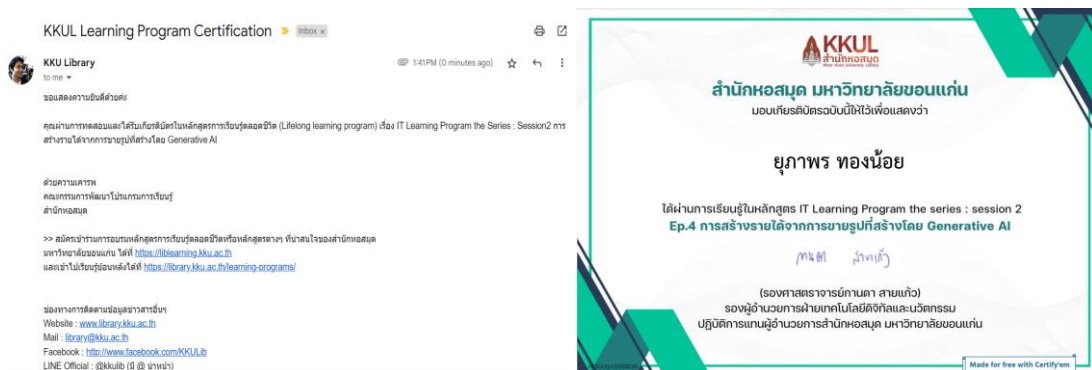 KKUL Learning Program Certification
Inbox x
KKU Library
1:41PM (0 minutes ago)
to me
ขอแสดงความยินดีด้วยค่ะ
คุณผ่านการทดสอบและได้รับเกียรติบัตรในหลักสูตรการเรียนรู้ตลอดชีวิต (Lifelong learning program) เรื่อง IT Learning Program the Series : Session2 การ
สร้างรายได้จากการขายรูปที่สร้างโดย Generative AI
ด้วยความเคารพ
คณะกรรมการพัฒนาโปรแกรมการเรียนรู้
สำนักหอสมุด
>> สมัครเข้าร่วมการอบรมหลักสูตรการเรียนรู้ตลอดชีวิตหรือหลักสูตรต่างๆ ที่น่าสนใจของสำนักหอสมุด
มหาวิทยาลัยขอนแก่น ได้ที่ https://liblearning.kku.ac.th
และเข้าไปเรียนรู้ย้อนหลังได้ที่ https://library.kku.ac.th/learning-programs/
ช่องทางการติดตามข้อมูลข่าวสารอื่นๆ
Website : www.library.kku.ac.th
Mail : library@kku.ac.th
Facebook : http://www.facebook.com/KKULib
LINE Official : @kkulib (มี @ นำหน้า)
KKUL
สำนักหอสมุด
Khon Kaen University Library
สำนักหอสมุด มหาวิทยาลัยขอนแก่น
มอบเกียรติบัตรฉบับนี้ให้ไว้เพื่อแสดงว่า
ยุภาพร ทองน้อย
ได้ผ่านการเรียนรู้ในหลักสูตร IT Learning Program the series : session 2
Ep.4 การสร้างรายได้จากการขายรูปที่สร้างโดย Generative AI
กานดา สายแก้ว
(รองศาสตราจารย์กานดา สายแก้ว)
รองผู้อำนวยการฝ่ายเทคโนโลยีดิจิทัลและนวัตกรรม
ปฏิบัติการแทนผู้อำนวยการสำนักหอสมุด มหาวิทยาลัยขอนแก่น
Made for free with Certify'em